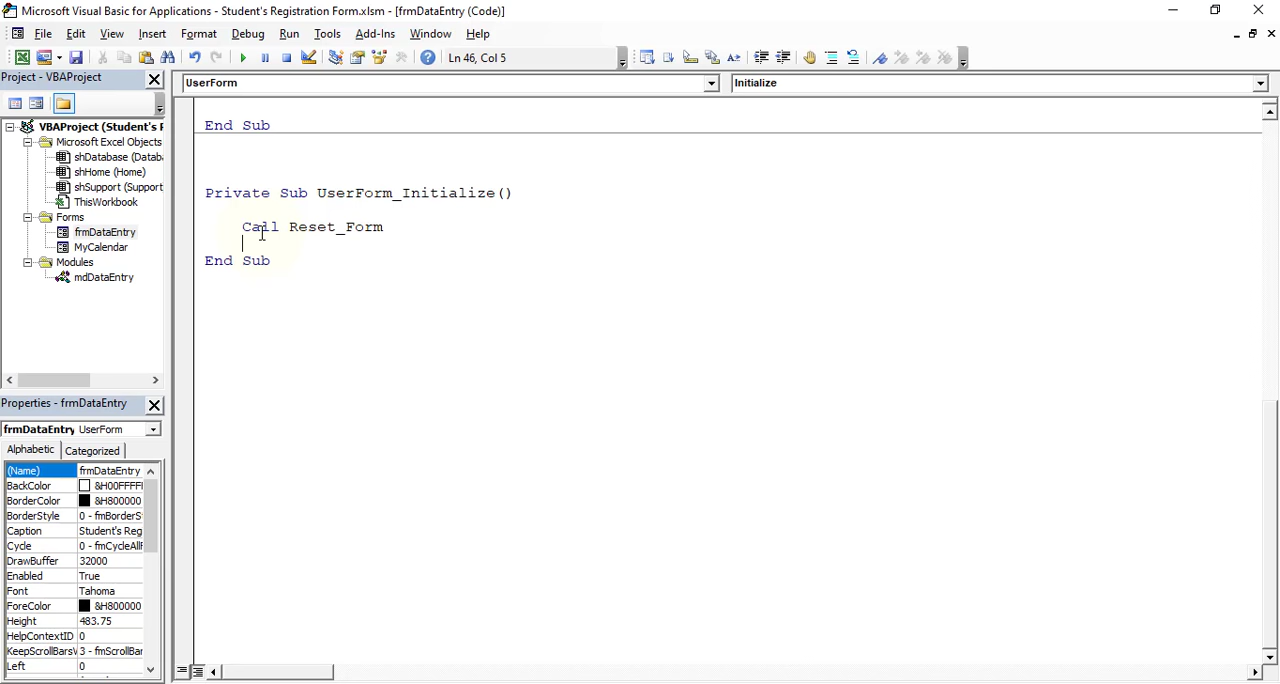 Microsoft Visual Basic for Applications - Student's Registration Form.xlsm - [frmDataEntry (Code)]
File Edit View Insert Format Debug Run Tools Add-Ins Window Help
Ln 46, Col 5
Project - VBAProject
UserForm
Initialize
VBAProject (Student's F
Microsoft Excel Objects
shDatabase (Datab
shHome (Home)
shSupport (Support
ThisWorkbook
Forms
frmDataEntry
MyCalendar
Modules
mdDataEntry
End Sub
Private Sub UserForm_Initialize()
Call Reset_Form
End Sub
Properties - frmDataEntry
frmDataEntry UserForm
Alphabetic Categorized
(Name) frmDataEntry
BackColor &H00FFFFI
BorderColor &H800000
BorderStyle 0 - fmBorderS
Caption Student's Reg
Cycle 0 - fmCycleAllF
DrawBuffer 32000
Enabled True
Font Tahoma
ForeColor &H800000
Height 483.75
HelpContextID 0
KeepScrollBarsV 3 - fmScrollBar
Left 0